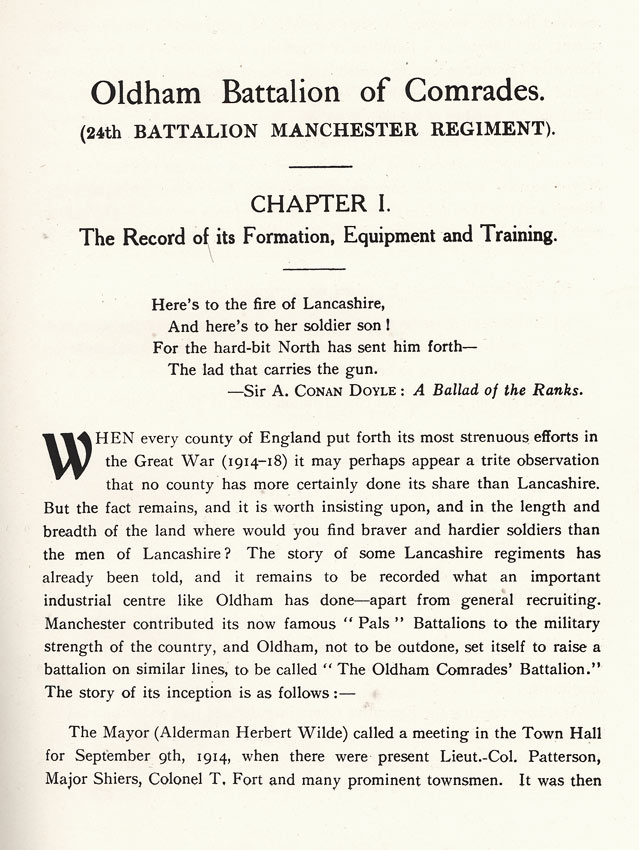 Oldham Battalion of Comrades.
(24th BATTALION MANCHESTER REGIMENT).
CHAPTER I.
The Record of its Formation, Equipment and Training.
Here's to the fire of Lancashire,
And here's to her soldier son!
For the hard-bit North has sent him forth—
The lad that carries the gun.
—Sir A. CONAN DOYLE: A Ballad of the Ranks.
WHEN every county of England put forth its most strenuous efforts in
the Great War (1914-18) it may perhaps appear a trite observation
that no county has more certainly done its share than Lancashire.
But the fact remains, and it is worth insisting upon, and in the length and
breadth of the land where would you find braver and hardier soldiers than
the men of Lancashire? The story of some Lancashire regiments has
already been told, and it remains to be recorded what an important
industrial centre like Oldham has done—apart from general recruiting.
Manchester contributed its now famous "Pals" Battalions to the military
strength of the country, and Oldham, not to be outdone, set itself to raise a
battalion on similar lines, to be called "The Oldham Comrades' Battalion."
The story of its inception is as follows:—
The Mayor (Alderman Herbert Wilde) called a meeting in the Town Hall
for September 9th, 1914, when there were present Lieut.-Col. Patterson,
Major Shiers, Colonel T. Fort and many prominent townsmen. It was then